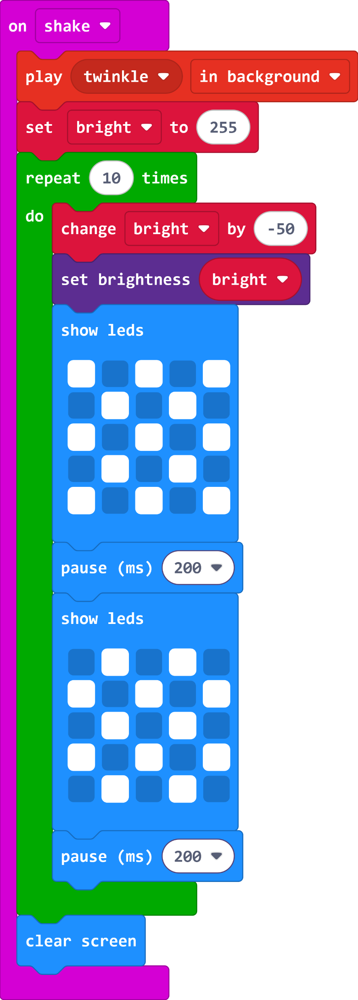 on shake
play twinkle in background
set bright to 255
repeat 10 times
do
change bright by -50
set brightness bright
show leds
pause (ms) 200
show leds
pause (ms) 200
clear screen